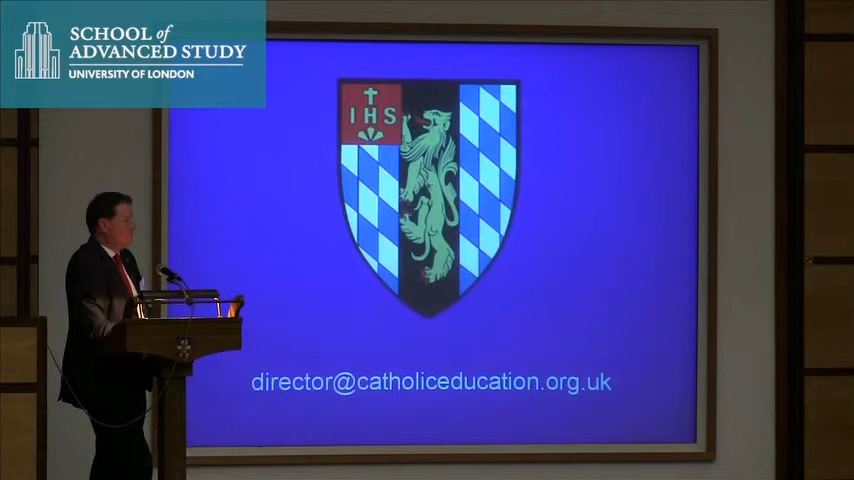 SCHOOL of
ADVANCED STUDY
UNIVERSITY OF LONDON
IHS
director@catholiceducation.org.uk